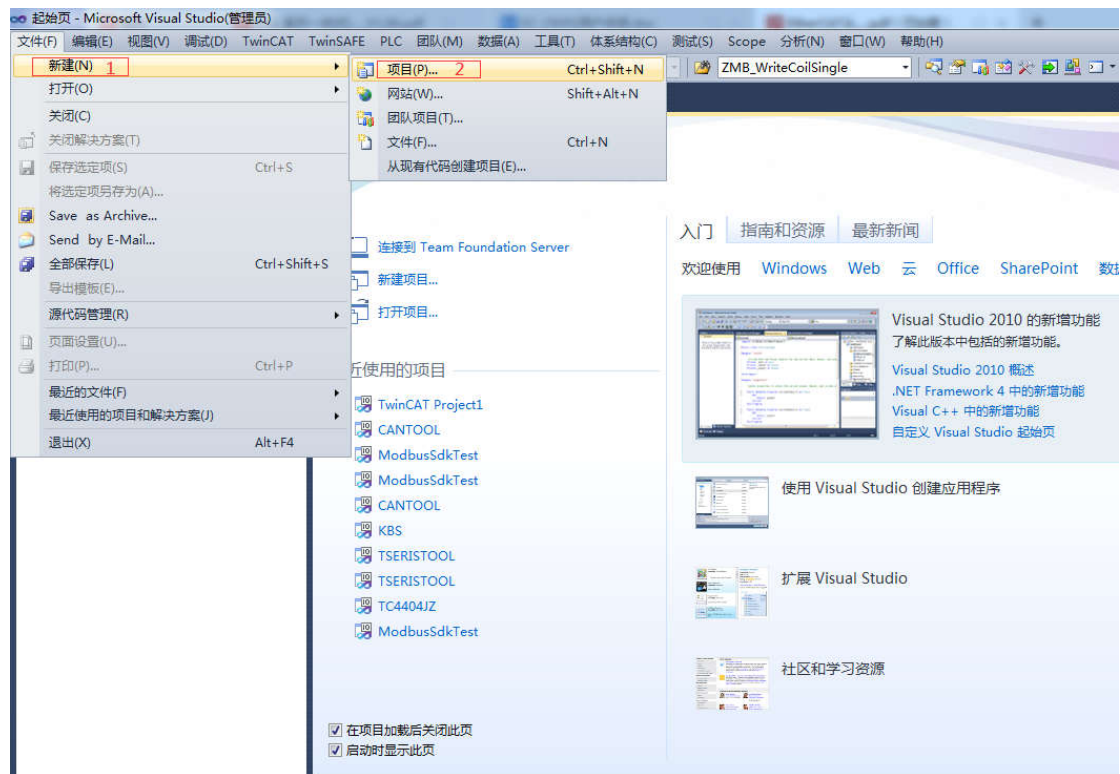 起始页 - Microsoft Visual Studio(管理员)
文件(F) 编辑(E) 视图(V) 调试(D) TwinCAT TwinSAFE PLC 团队(M) 数据(A) 工具(T) 体系结构(C) 测试(S) Scope 分析(N) 窗口(W) 帮助(H)
新建(N) 1
项目(P)... 2 Ctrl+Shift+N
ZMB_WriteCoilSingle
打开(O)
网站(W)... Shift+Alt+N
关闭(C)
团队项目(T)...
关闭解决方案(T)
文件(F)... Ctrl+N
保存选定项(S) Ctrl+S
从现有代码创建项目(E)...
将选定项另存为(A)...
Save as Archive...
Send by E-Mail...
全部保存(L) Ctrl+Shift+S
导出模板(E)...
源代码管理(R)
页面设置(U)...
打印(P)... Ctrl+P
最近的文件(F)
最近使用的项目和解决方案(J)
退出(X) Alt+F4
连接到 Team Foundation Server
新建项目...
打开项目...
近使用的项目
TwinCAT Project1
CANTOOL
ModbusSdkTest
ModbusSdkTest
CANTOOL
KBS
TSERISTOOL
TSERISTOOL
TC4404JZ
ModbusSdkTest
在项目加载后关闭此页
启动时显示此页
入门 指南和资源 最新新闻
欢迎使用 Windows Web 云 Office SharePoint 数
Visual Studio 2010 的新增功能
了解此版本中包括的新增功能。
Visual Studio 2010 概述
.NET Framework 4 中的新增功能
Visual C++ 中的新增功能
自定义 Visual Studio 起始页
使用 Visual Studio 创建应用程序
扩展 Visual Studio
社区和学习资源